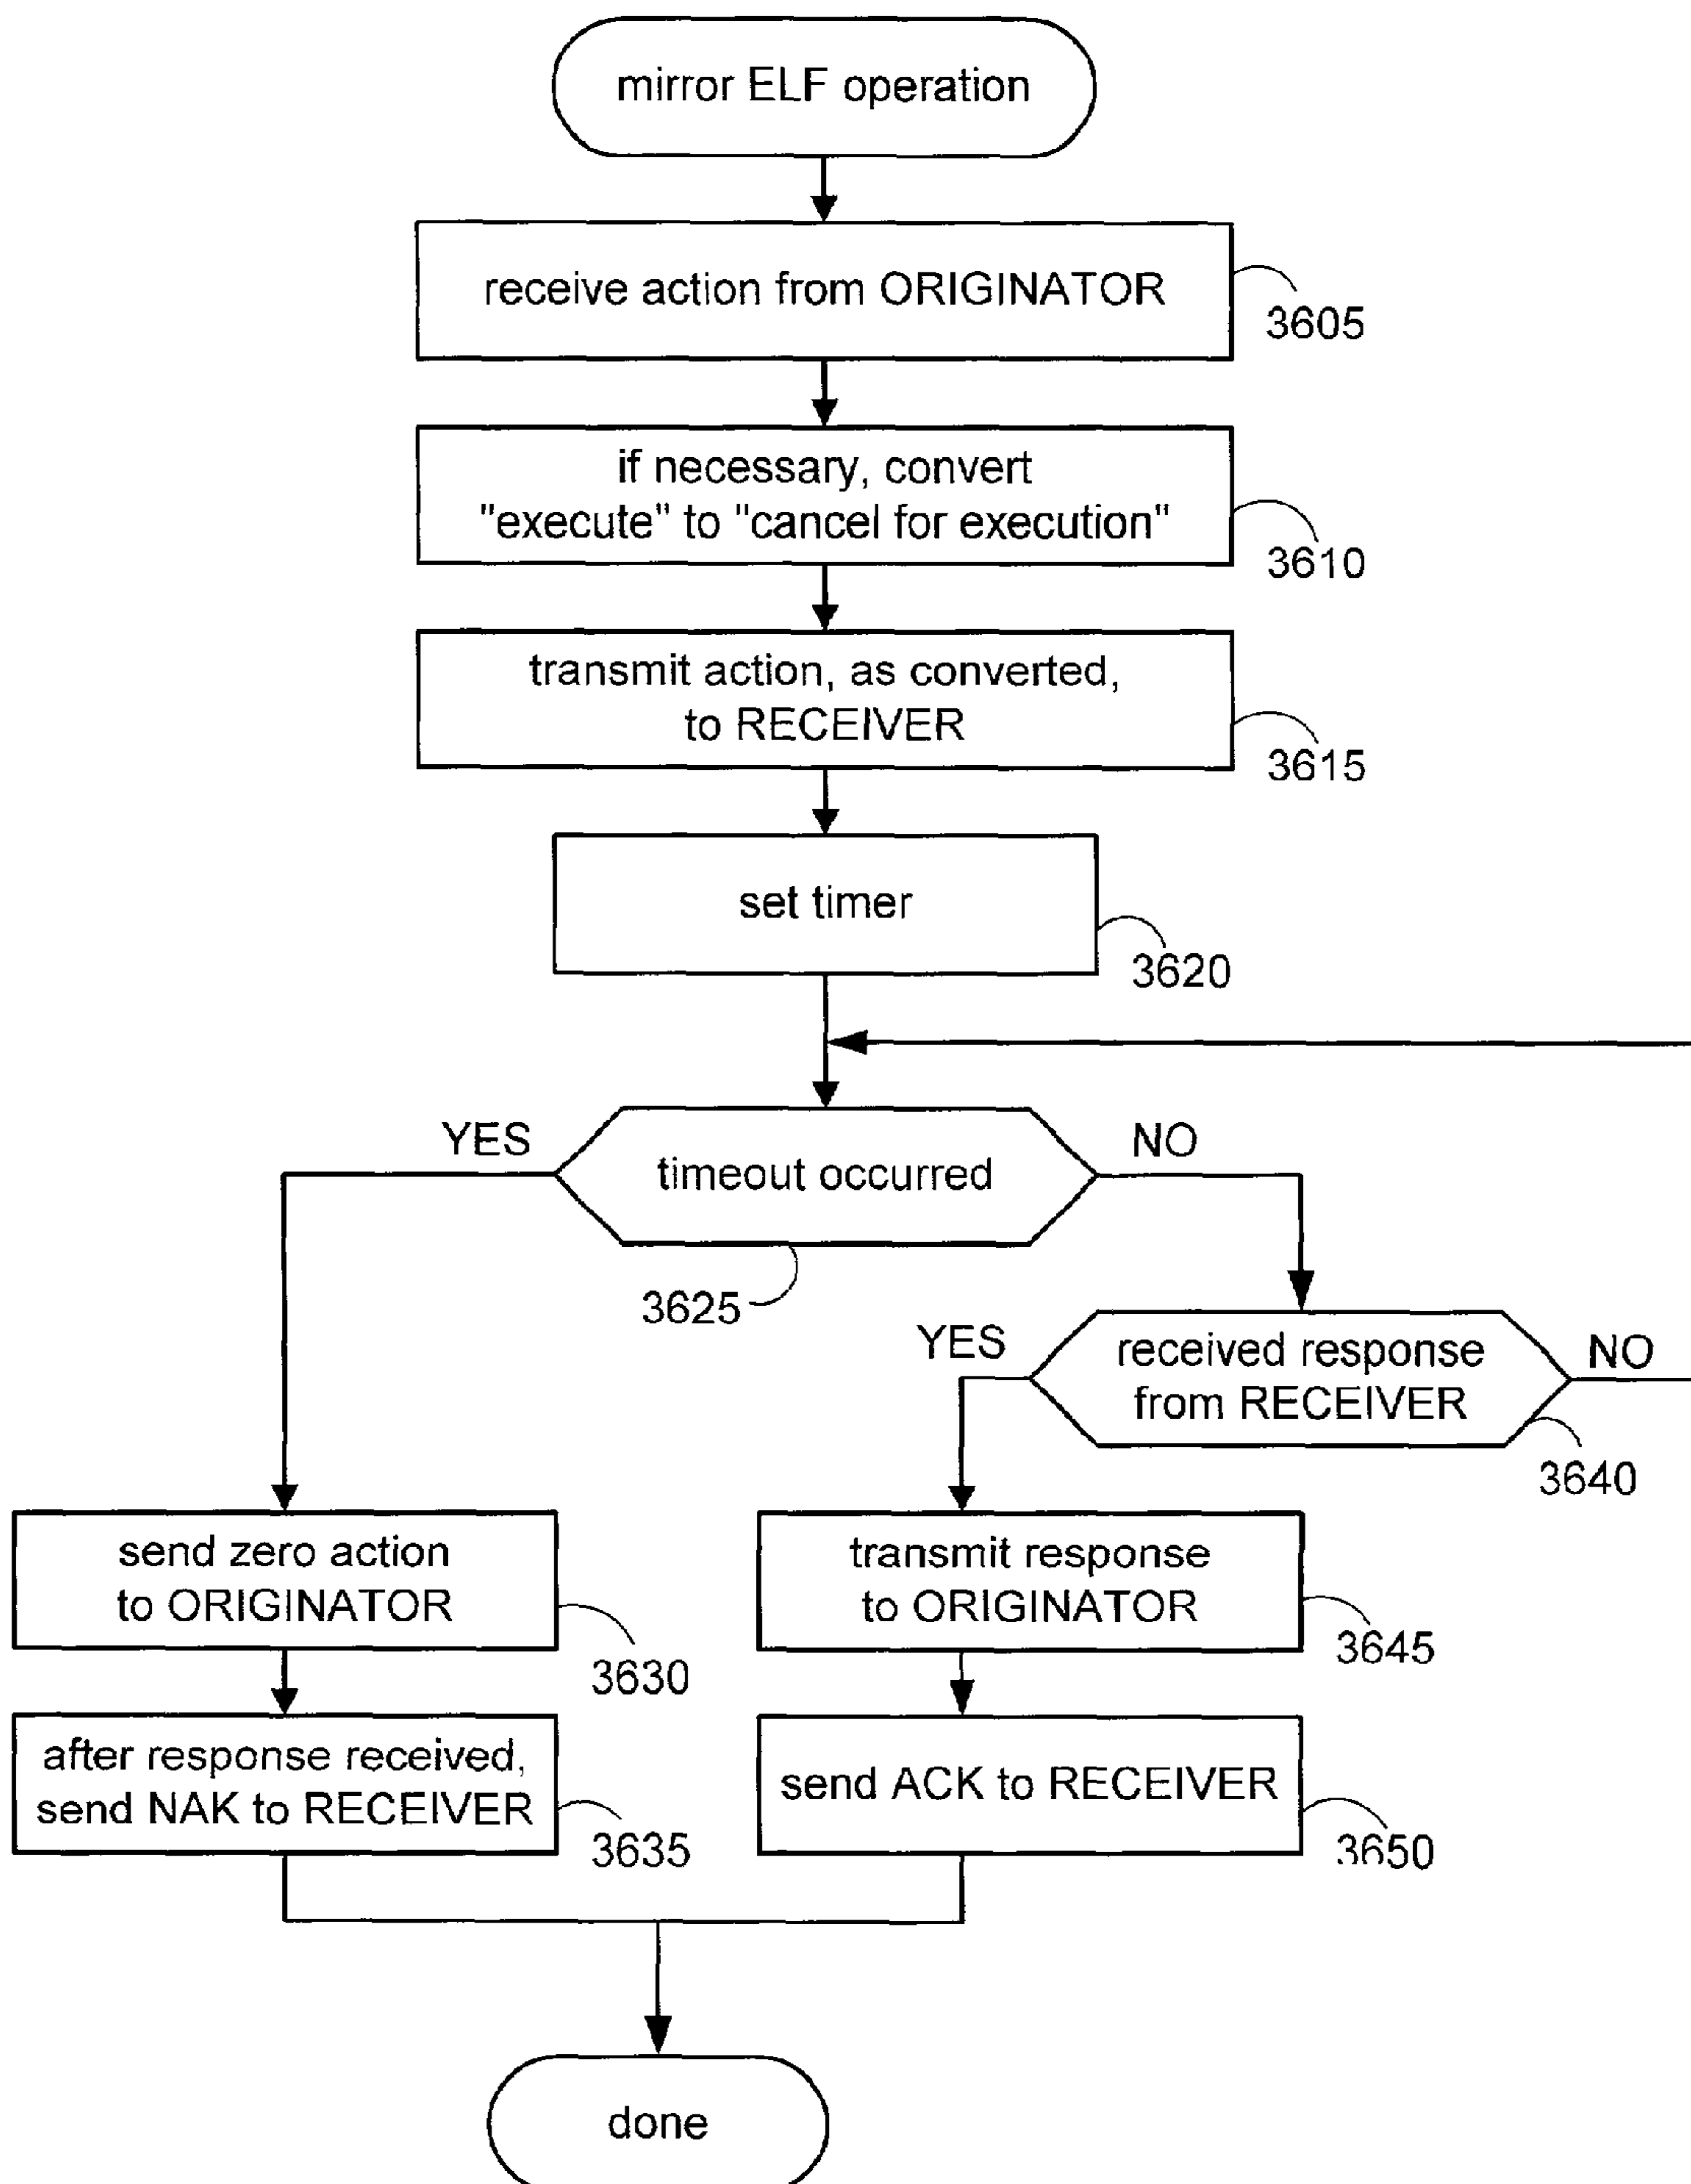 mirror ELF operation
receive action from ORIGINATOR
3605
if necessary, convert
"execute" to "cancel for execution"
3610
transmit action, as converted,
to RECEIVER
3615
set timer
3620
YES
timeout occurred
NO
3625
YES
received response
from RECEIVER
NO
3640
send zero action
to ORIGINATOR
3630
transmit response
to ORIGINATOR
3645
after response received,
send NAK to RECEIVER
3635
send ACK to RECEIVER
3650
done